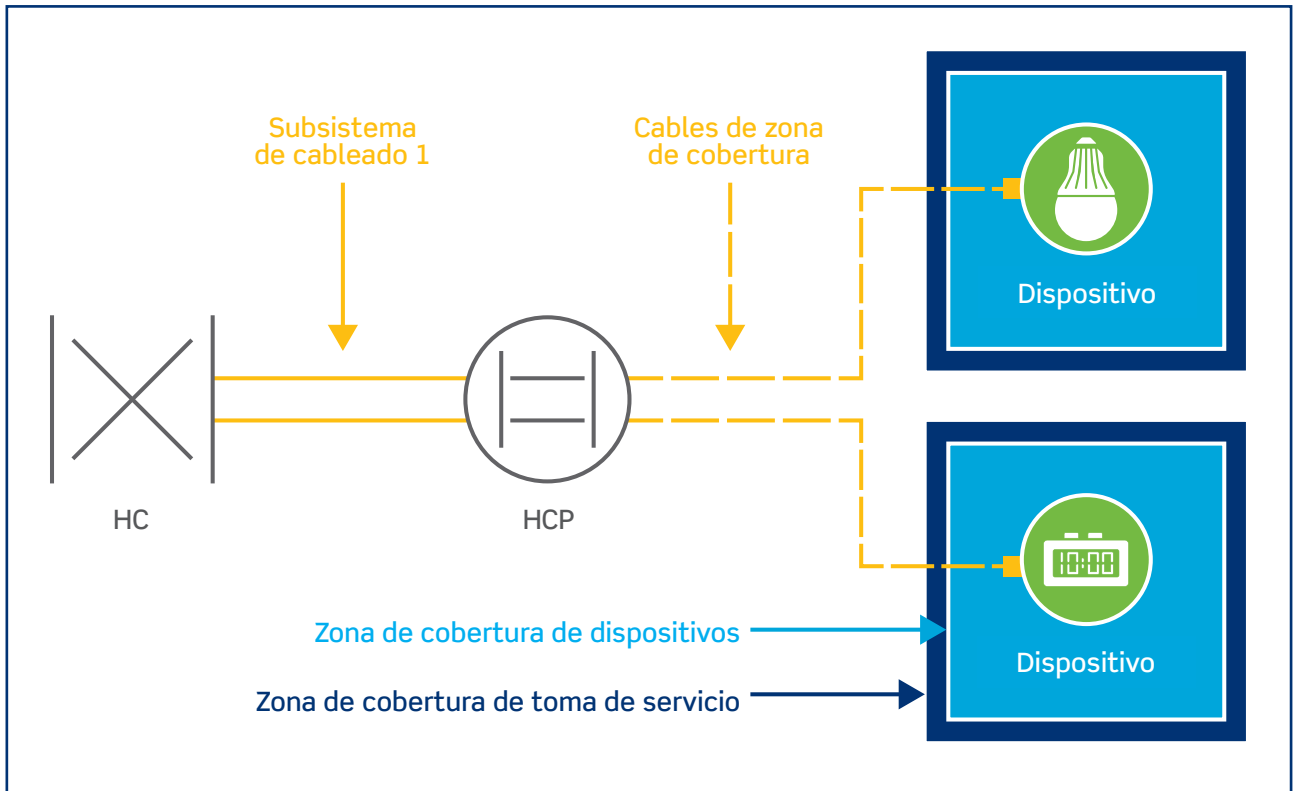 Subsistema
de cableado 1
Cables de zona
de cobertura
Dispositivo
HC
HCP
10:00
Zona de cobertura de dispositivos
Dispositivo
Zona de cobertura de toma de servicio